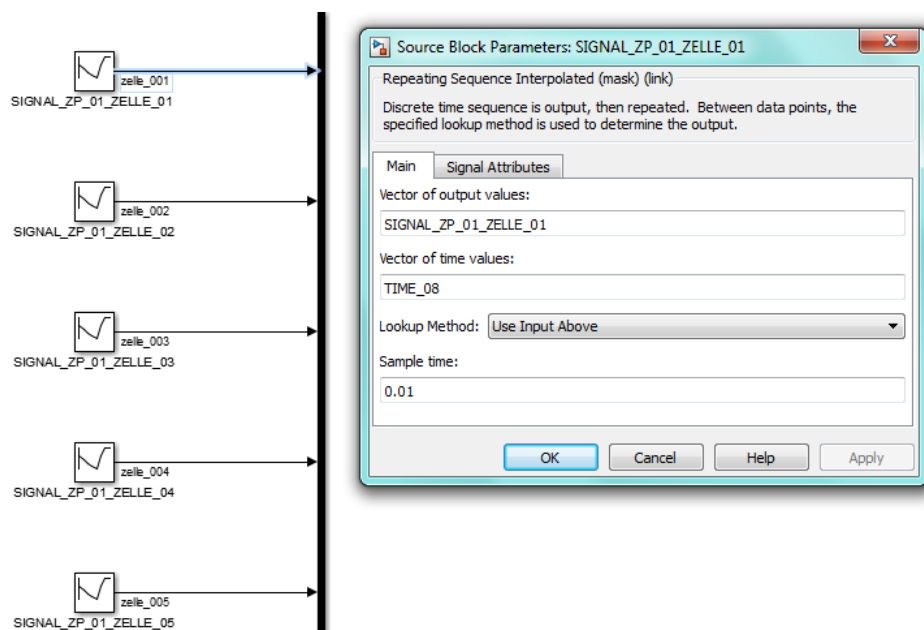 zelle_001
SIGNAL_ZP_01_ZELLE_01
zelle_002
SIGNAL_ZP_01_ZELLE_02
zelle_003
SIGNAL_ZP_01_ZELLE_03
zelle_004
SIGNAL_ZP_01_ZELLE_04
zelle_005
SIGNAL_ZP_01_ZELLE_05
Source Block Parameters: SIGNAL_ZP_01_ZELLE_01
Repeating Sequence Interpolated (mask) (link)
Discrete time sequence is output, then repeated. Between data points, the
specified lookup method is used to determine the output.
Main Signal Attributes
Vector of output values:
SIGNAL_ZP_01_ZELLE_01
Vector of time values:
TIME_08
Lookup Method: Use Input Above
Sample time:
0.01
OK Cancel Help Apply